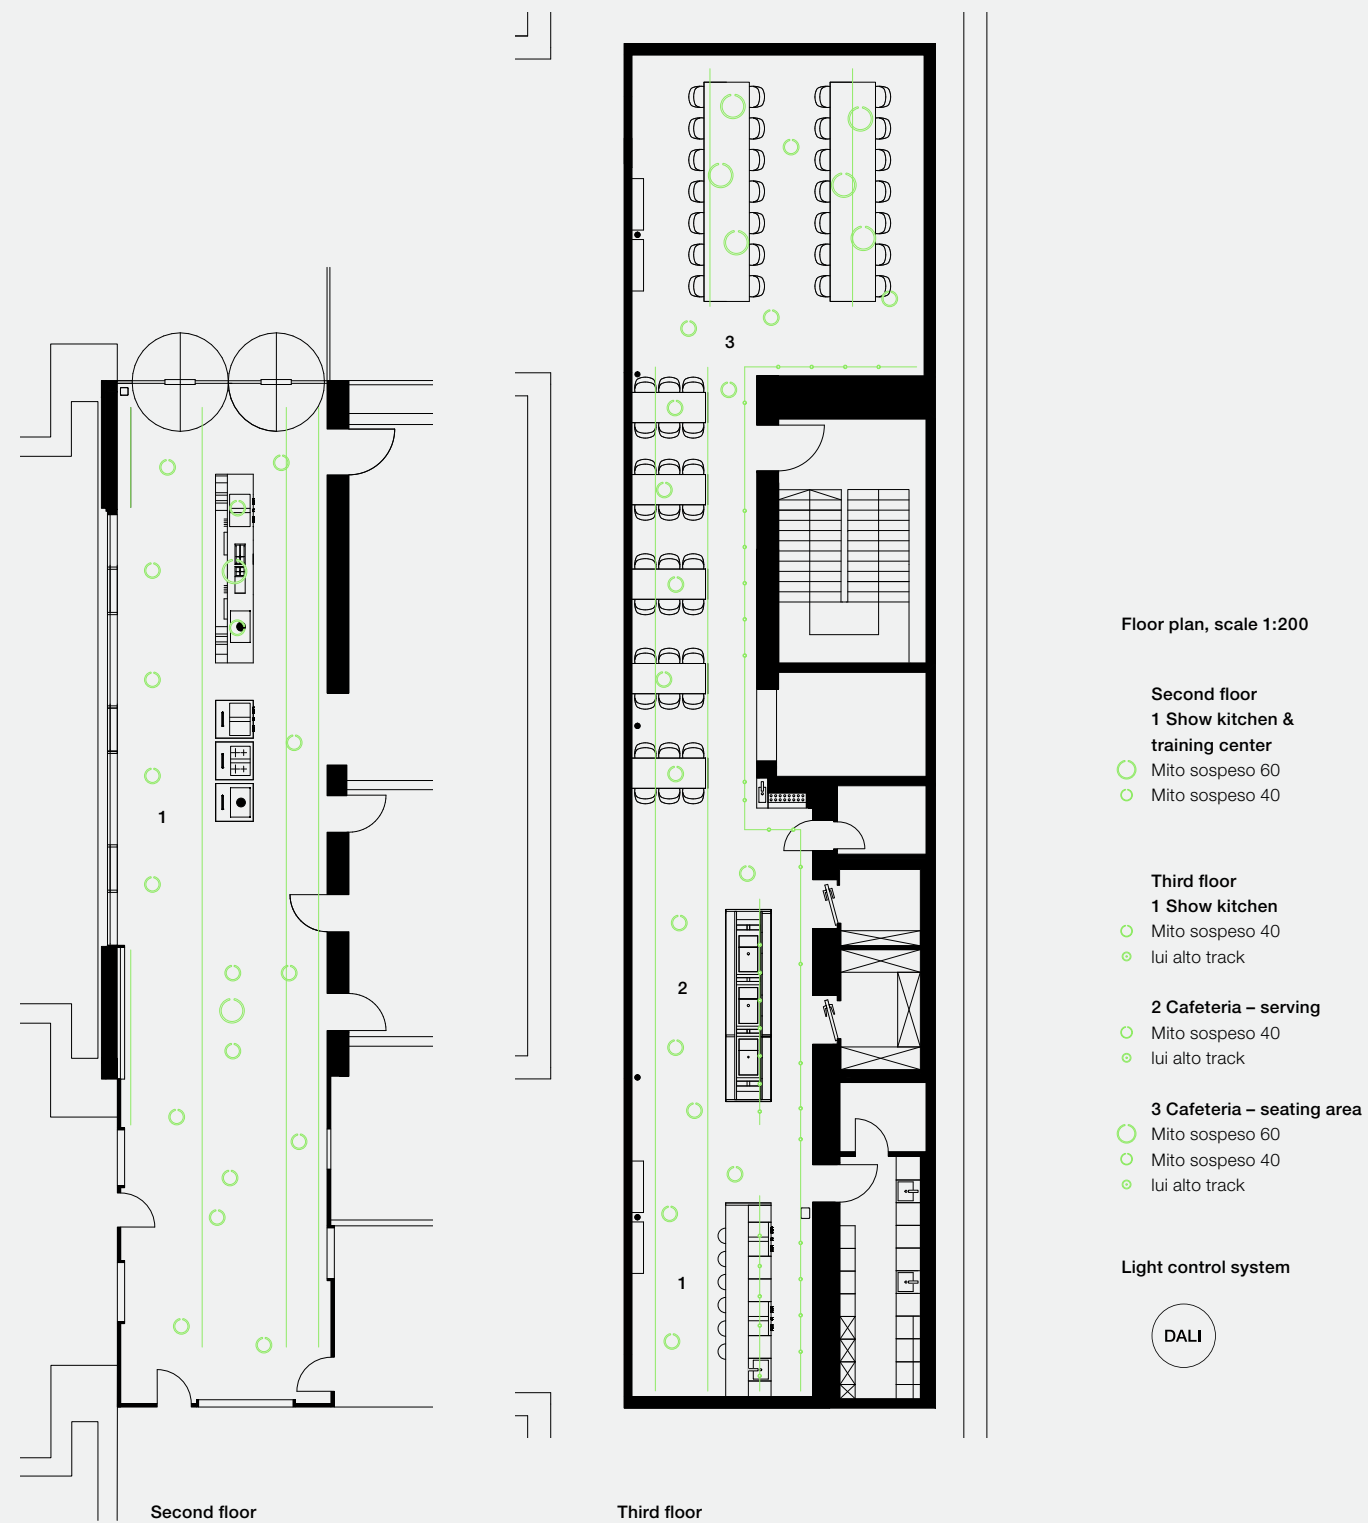 3
1
2
1
Floor plan, scale 1:200
Second floor
1 Show kitchen &
training center
Mito sospeso 60
Mito sospeso 40
Third floor
1 Show kitchen
Mito sospeso 40
lui alto track
2 Cafeteria – serving
Mito sospeso 40
lui alto track
3 Cafeteria – seating area
Mito sospeso 60
Mito sospeso 40
lui alto track
Light control system
DALI
Second floor
Third floor